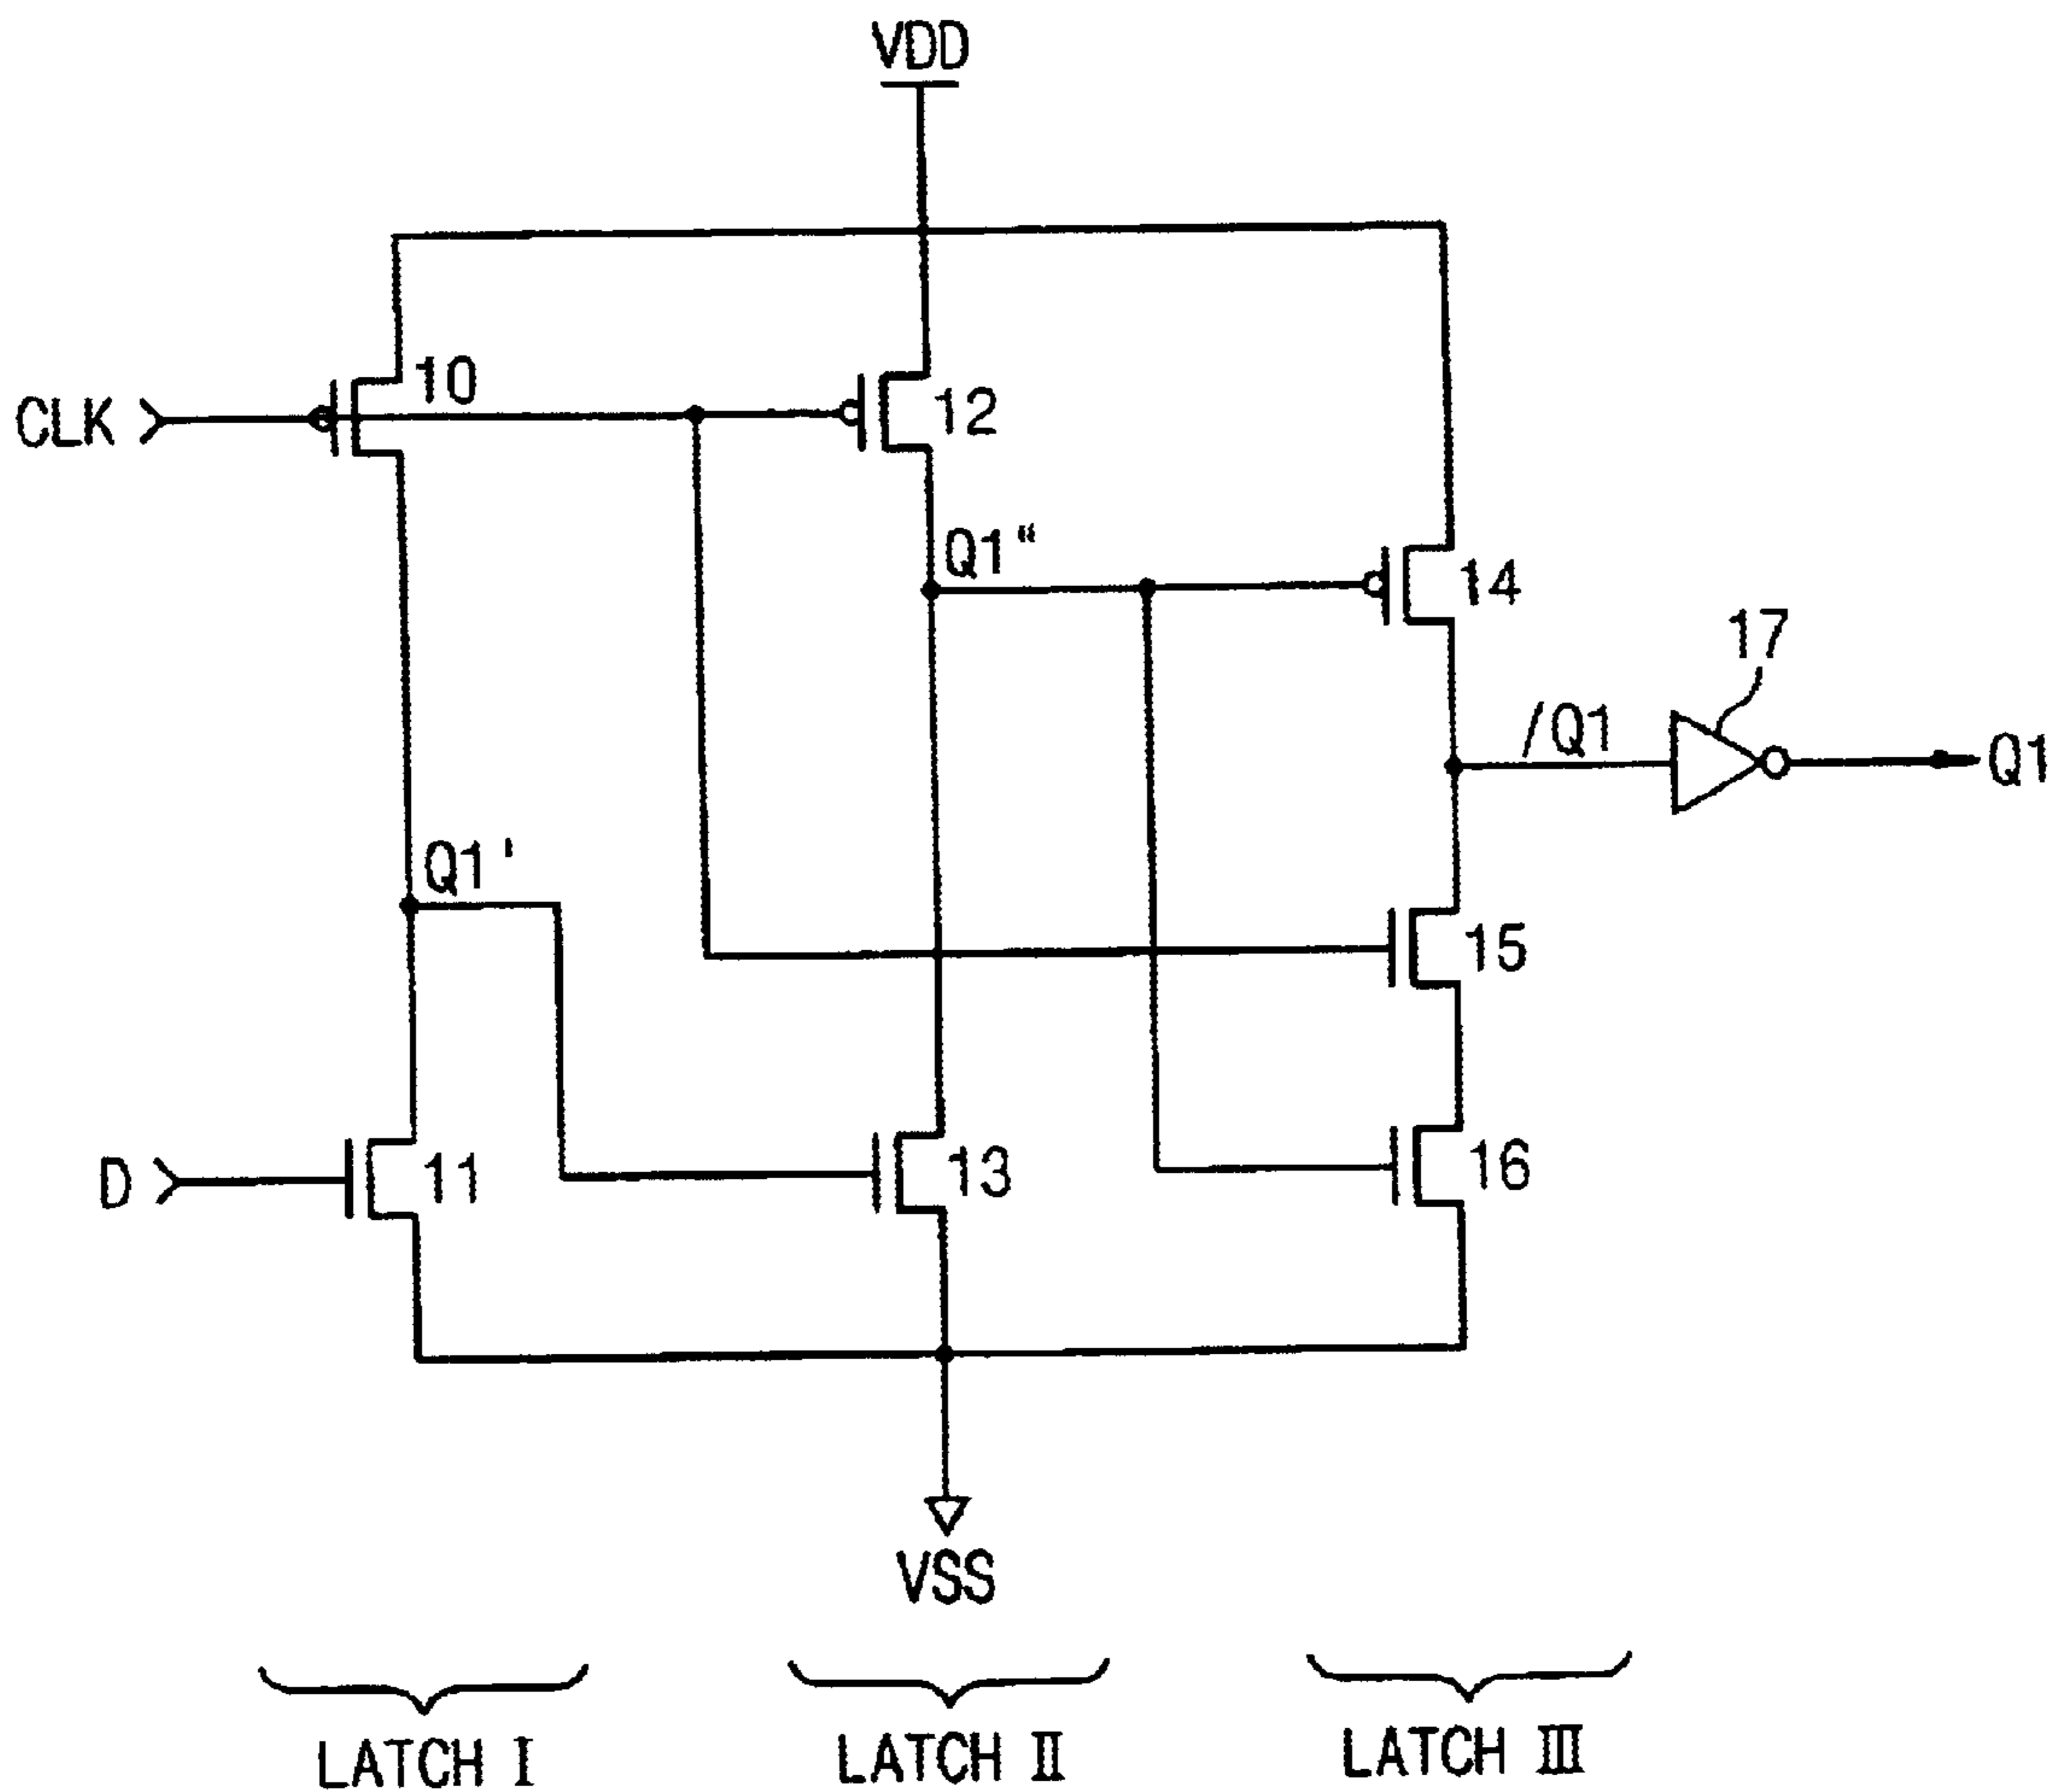 VDD
10
CLK
12
Q1"
14
17
/Q1
Q1
Q1'
15
D
11
13
16
VSS
LATCH I
LATCH II
LATCH III